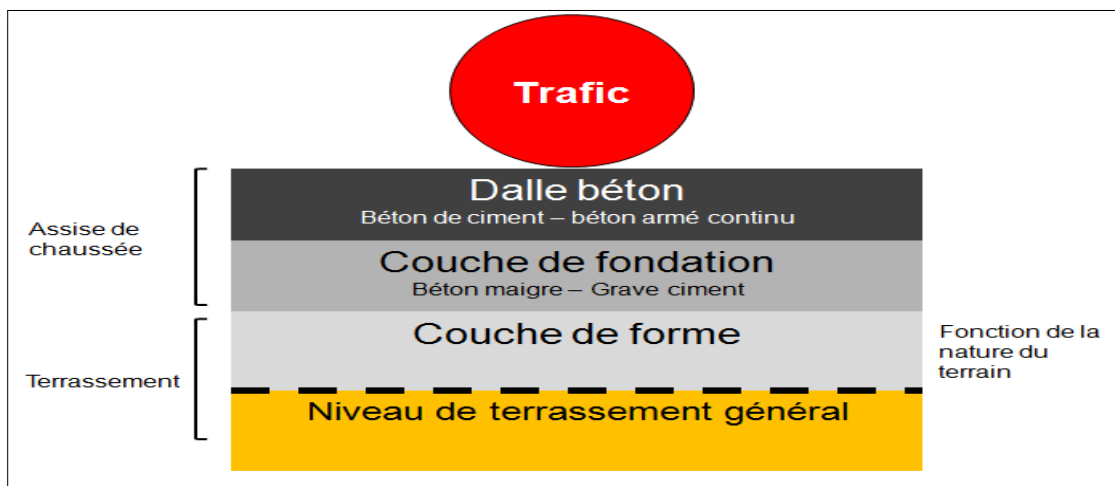 Trafic
Dalle béton
Béton de ciment – béton armé continu
Assise de
chaussée
Couche de fondation
Béton maigre – Grave ciment
Couche de forme
Fonction de la
nature du
terrain
Terrassement
Niveau de terrassement général